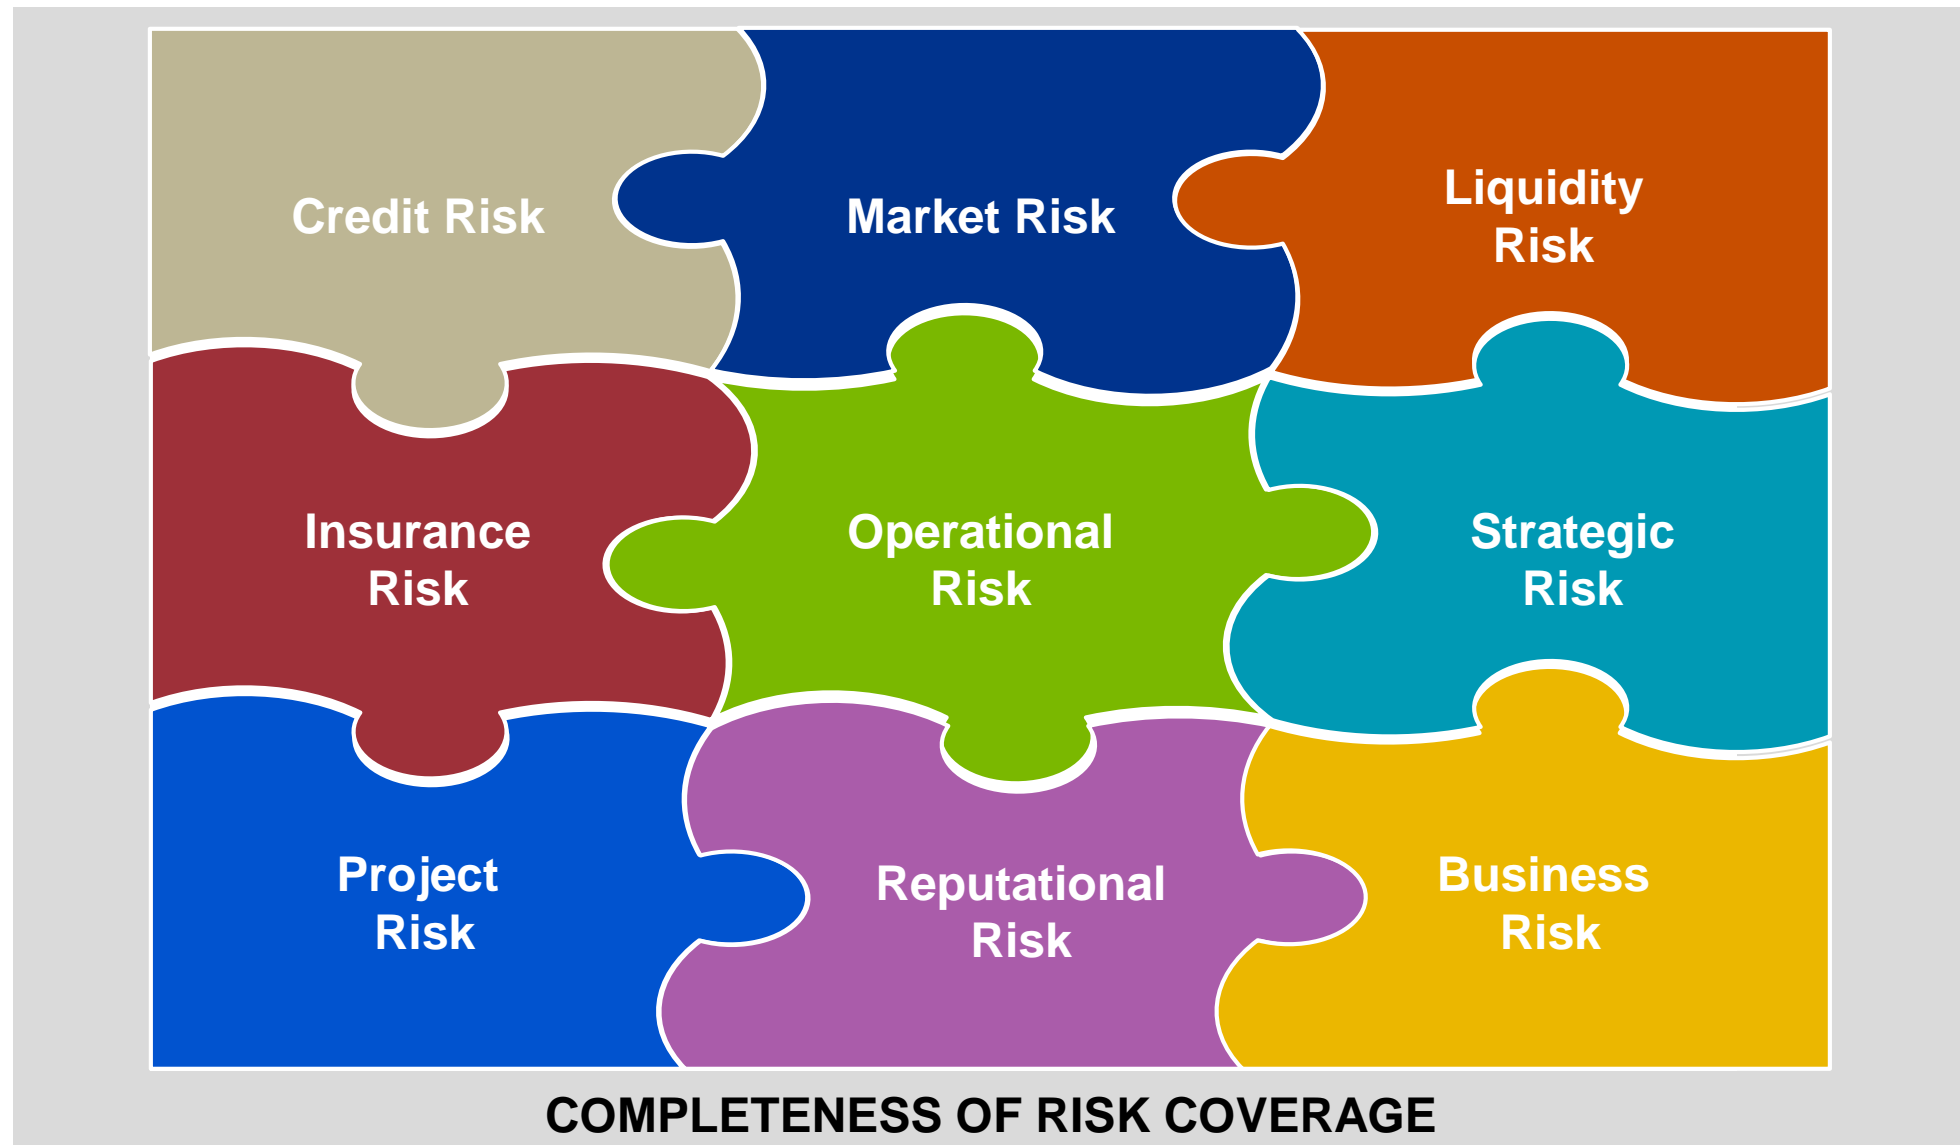 Credit Risk
Market Risk
Liquidity
Risk
Insurance
Risk
Operational
Risk
Strategic
Risk
Project
Risk
Reputational
Risk
Business
Risk
COMPLETENESS OF RISK COVERAGE